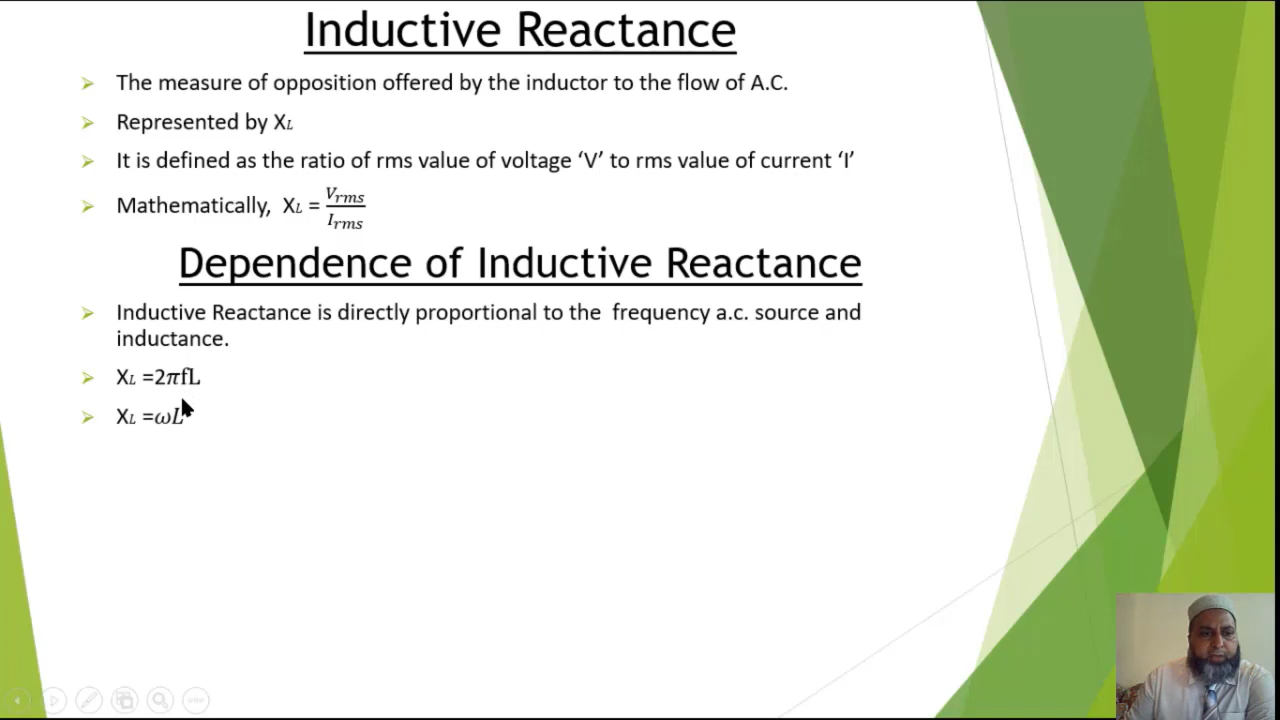 Inductive Reactance
The measure of opposition offered by the inductor to the flow of A.C.
Represented by XL
It is defined as the ratio of rms value of voltage ‘V’ to rms value of current ‘I’
Mathematically, XL = Vrms / Irms
Dependence of Inductive Reactance
Inductive Reactance is directly proportional to the frequency a.c. source and
inductance.
XL =2πfL
XL =ωL